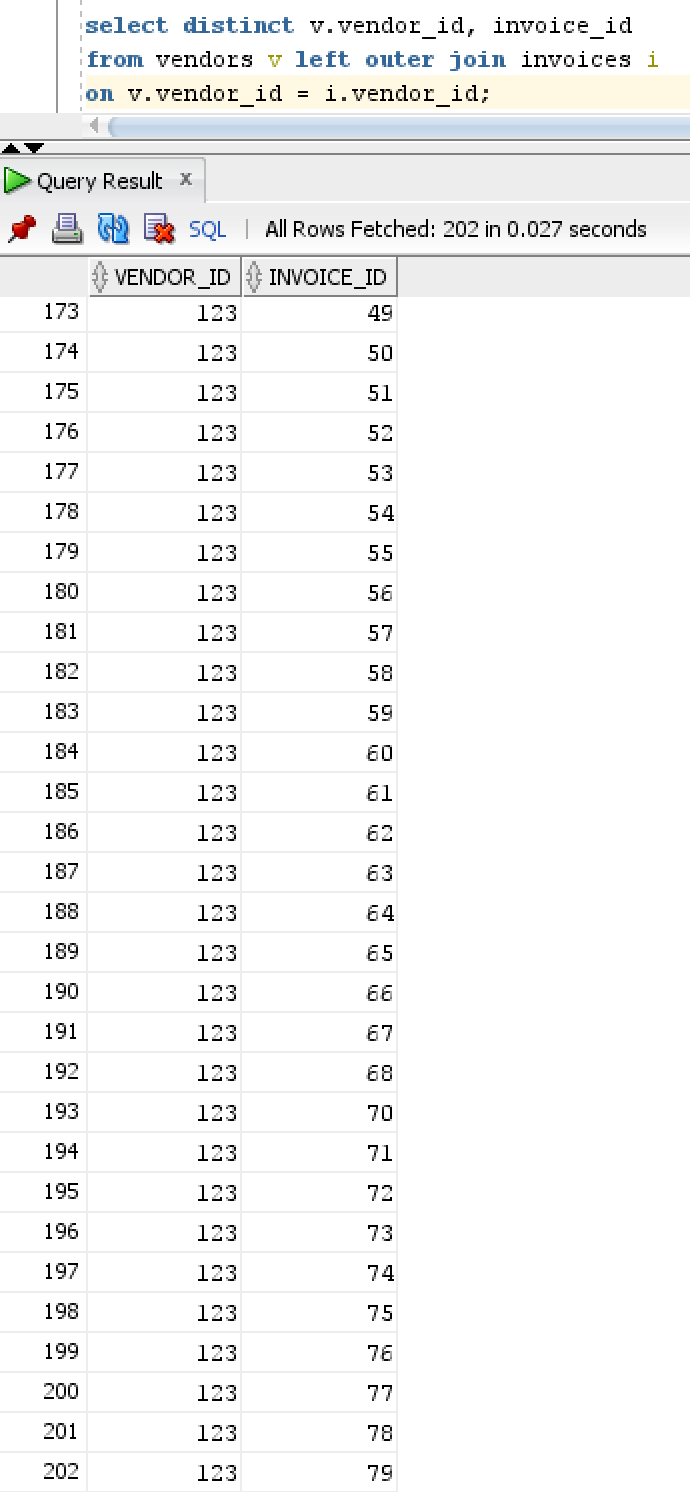 select distinct v.vendor_id, invoice_id
from vendors v left outer join invoices i
on v.vendor_id = i.vendor_id;
Query Result x
SQL | All Rows Fetched: 202 in 0.027 seconds
VENDOR_ID INVOICE_ID
173 123 49
174 123 50
175 123 51
176 123 52
177 123 53
178 123 54
179 123 55
180 123 56
181 123 57
182 123 58
183 123 59
184 123 60
185 123 61
186 123 62
187 123 63
188 123 64
189 123 65
190 123 66
191 123 67
192 123 68
193 123 70
194 123 71
195 123 72
196 123 73
197 123 74
198 123 75
199 123 76
200 123 77
201 123 78
202 123 79